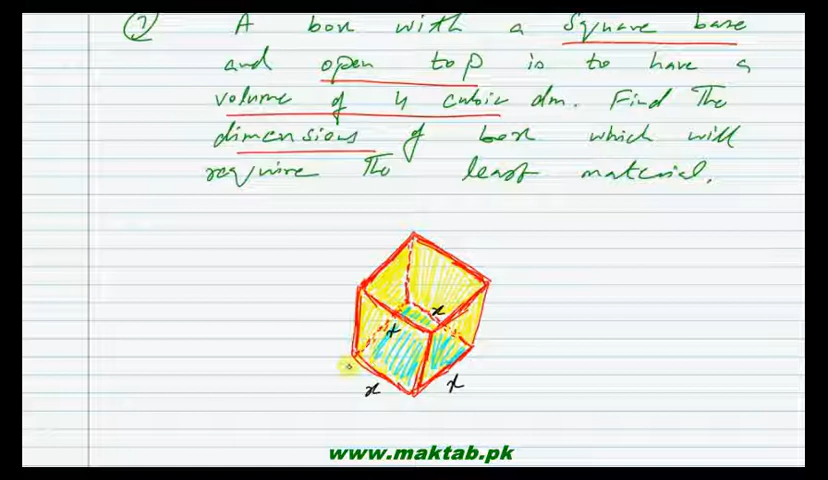 7 A box with a square base
and open top is to have a
volume of 4 cubic dm. Find The
dimensions of box which will
require The least material.
x
x
x
x
www.maktab.pk